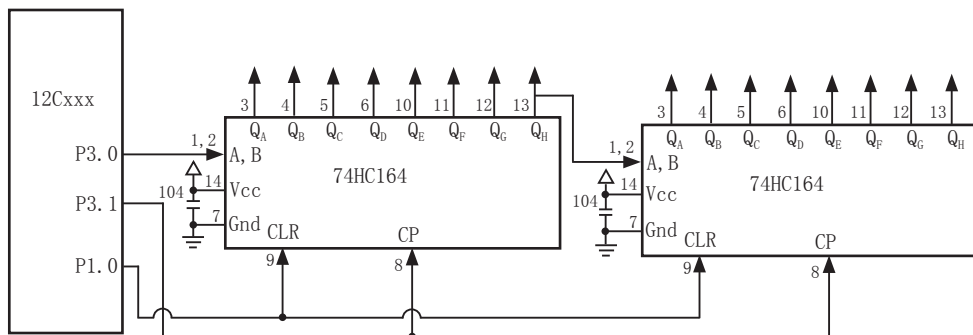 12Cxxx
P3.0
P3.1
P1.0
3 4 5 6 10 11 12 13
QA QB QC QD QE QF QG QH
1,2
A,B
74HC164
14
Vcc
104
7
Gnd
CLR
CP
9
8
3 4 5 6 10 11 12 13
QA QB QC QD QE QF QG QH
1,2
A,B
74HC164
14
Vcc
104
7
Gnd
CLR
CP
9
8